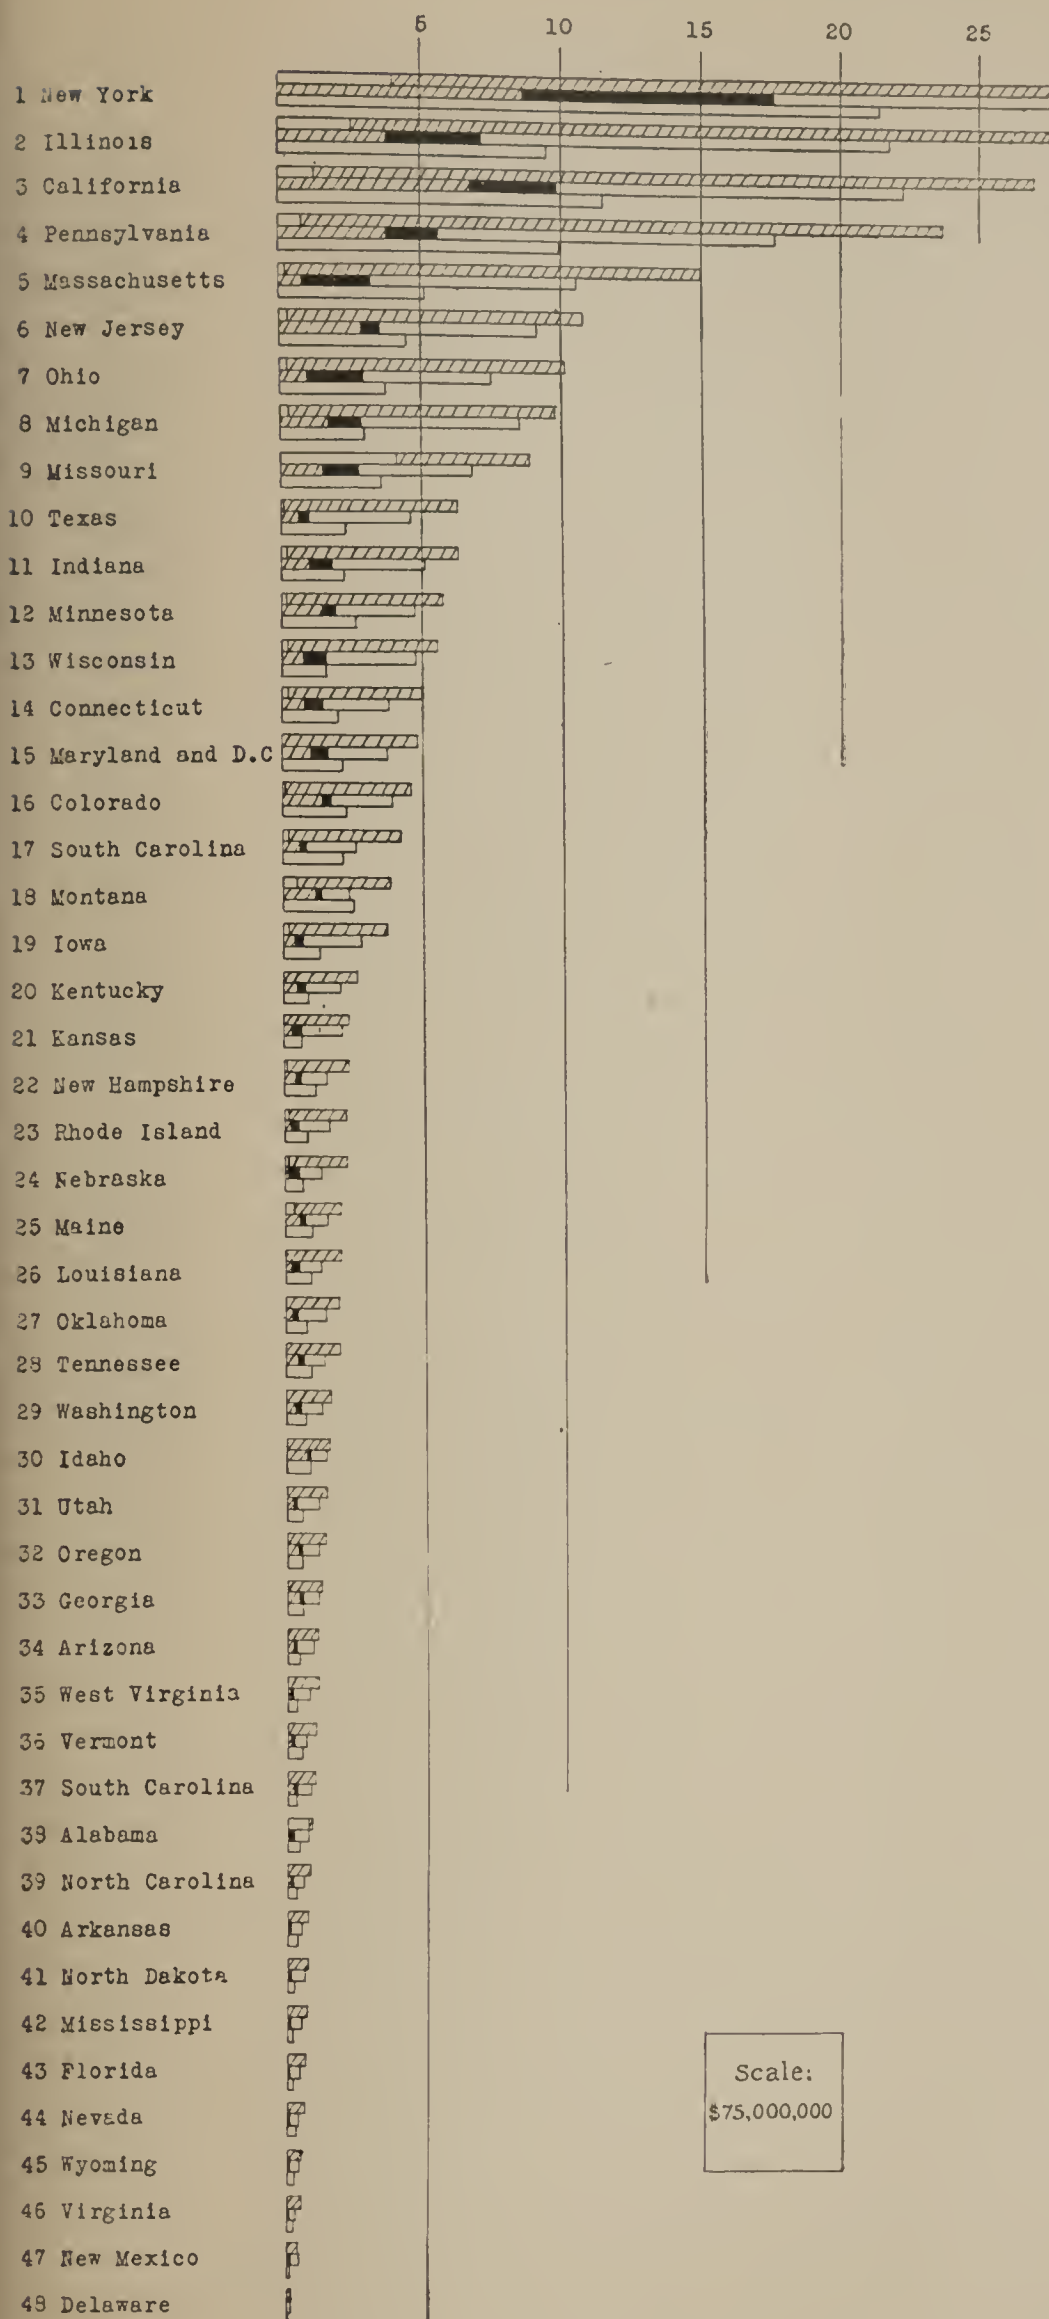 5 10 15 20 25
1 New York
2 Illinois
3 California
4 Pennsylvania
5 Massachusetts
6 New Jersey
7 Ohio
8 Michigan
9 Missouri
10 Texas
11 Indiana
12 Minnesota
13 Wisconsin
14 Connecticut
15 Maryland and D.C
16 Colorado
17 South Carolina
18 Montana
19 Iowa
20 Kentucky
21 Kansas
22 New Hampshire
23 Rhode Island
24 Nebraska
25 Maine
26 Louisiana
27 Oklahoma
28 Tennessee
29 Washington
30 Idaho
31 Utah
32 Oregon
33 Georgia
34 Arizona
35 West Virginia
36 Vermont
37 South Carolina
38 Alabama
39 North Carolina
40 Arkansas
41 North Dakota
42 Mississippi
43 Florida
44 Nevada
45 Wyoming
46 Virginia
47 New Mexico
48 Delaware
Scale:
$75,000,000